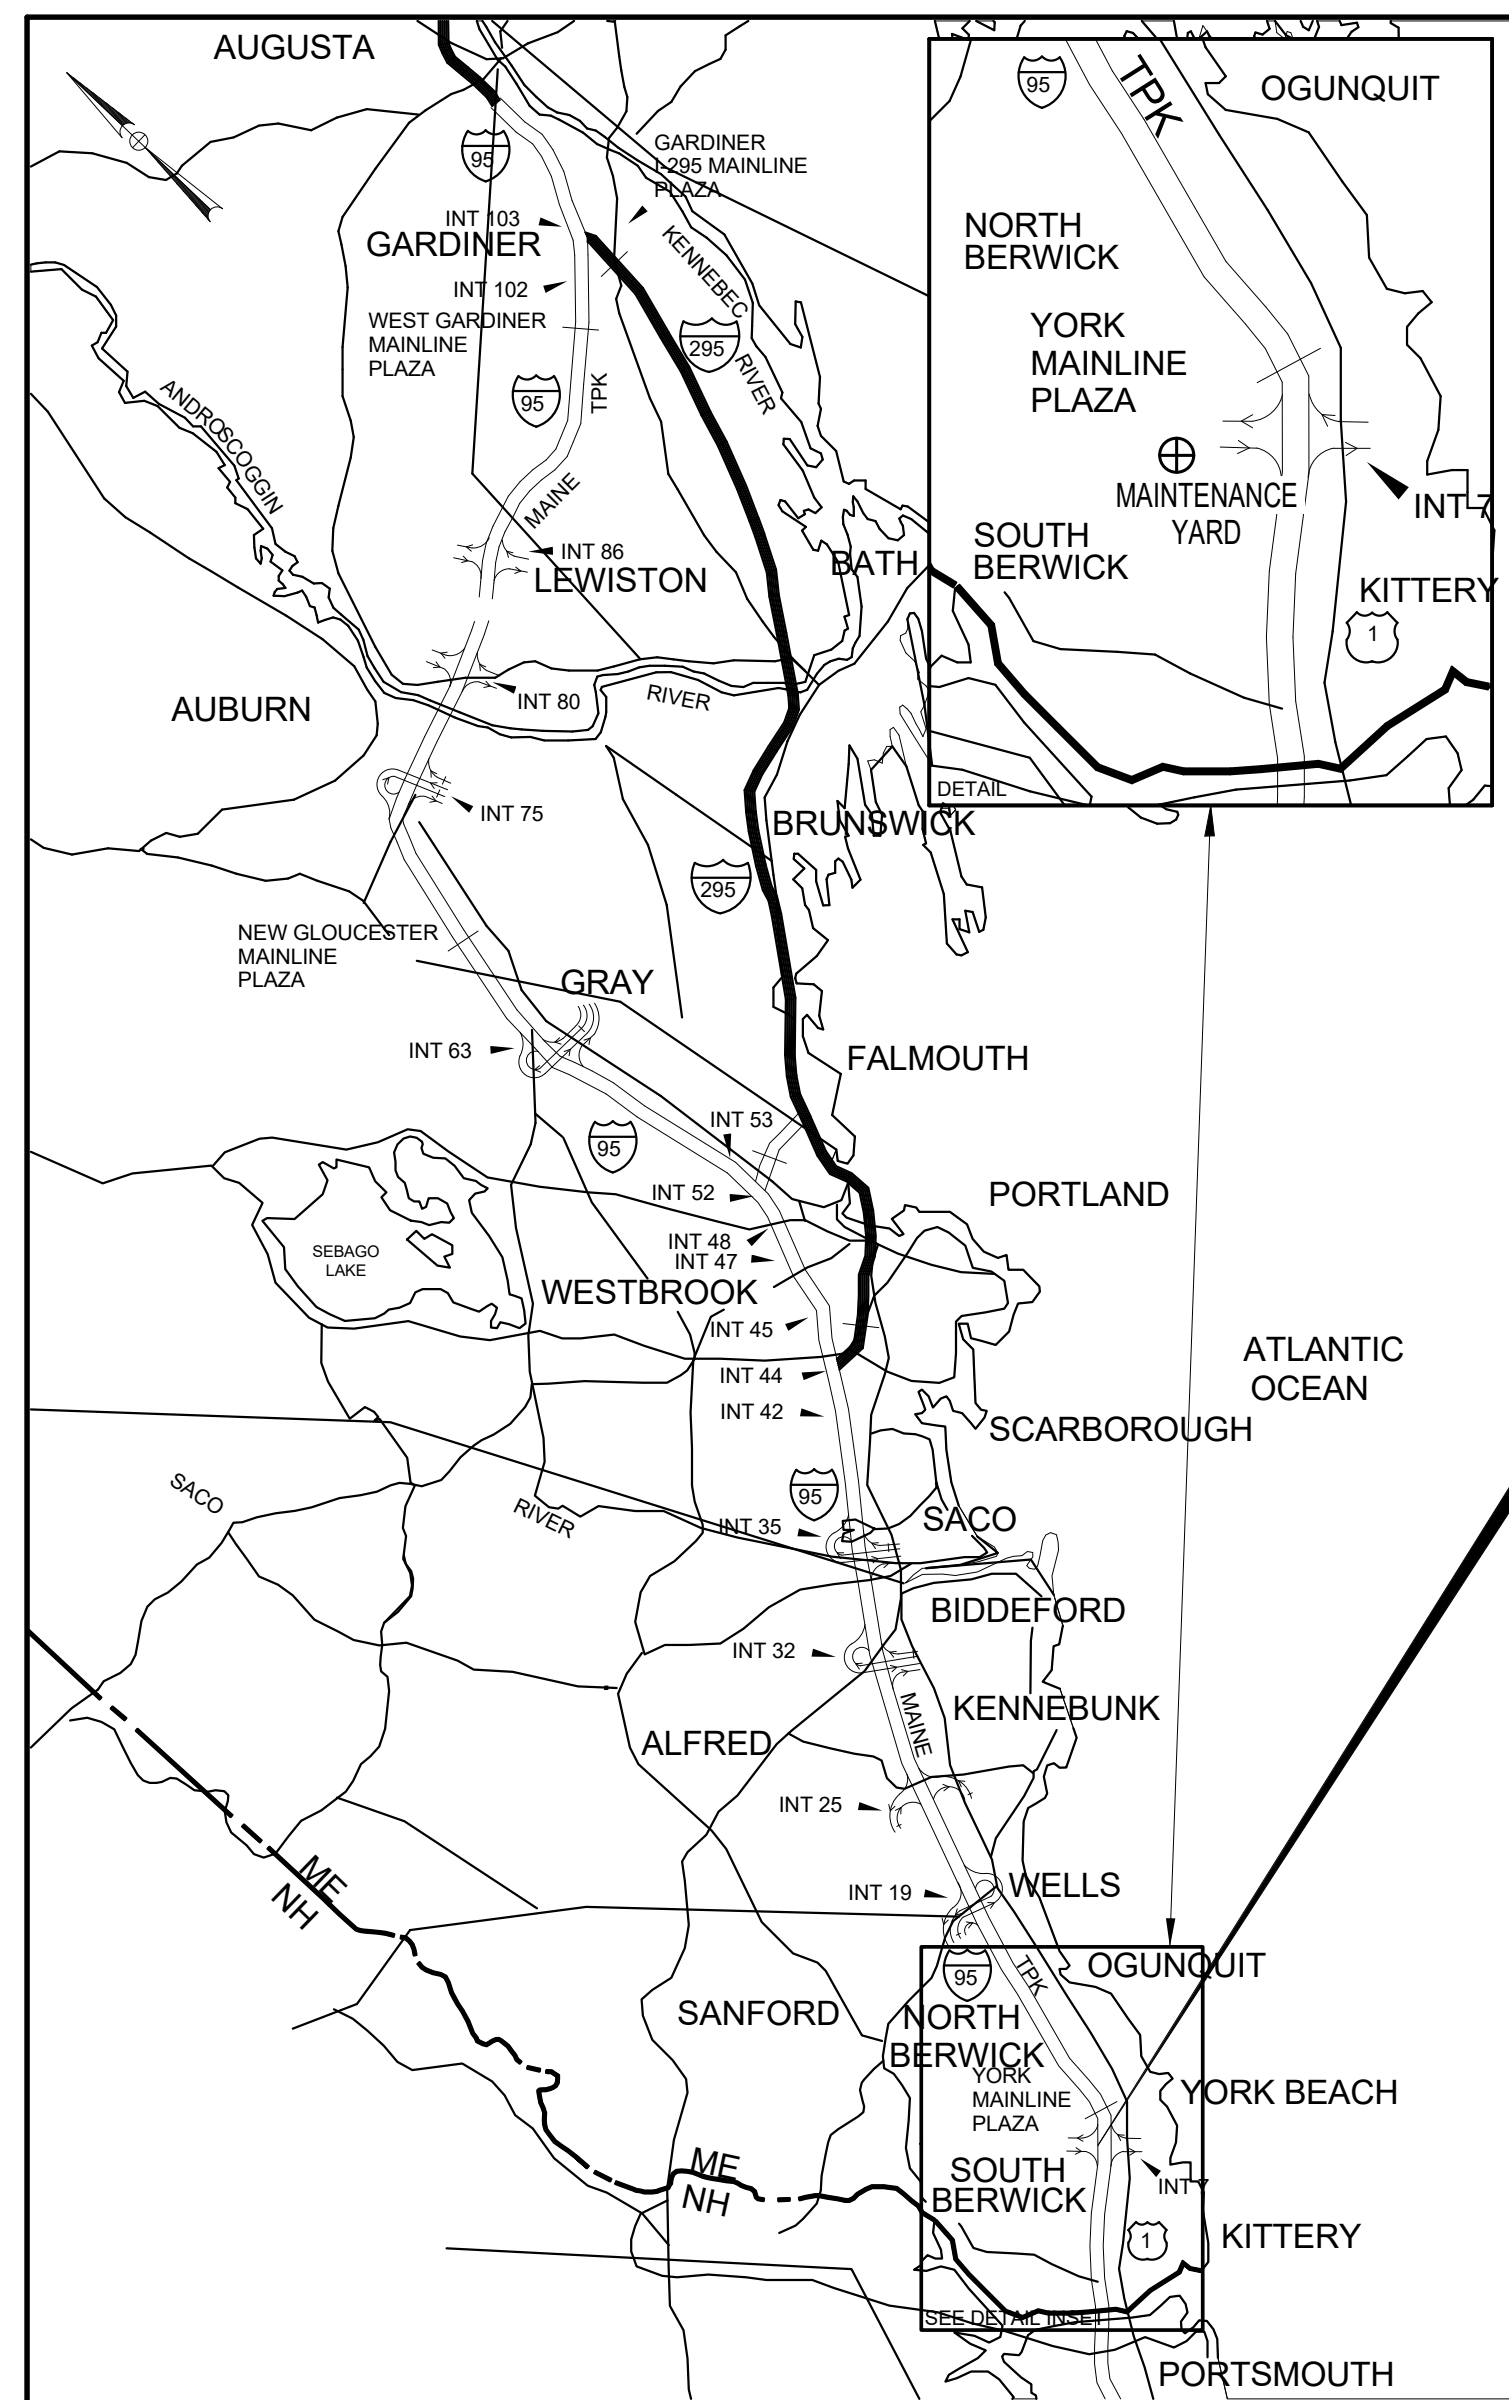 AUGUSTA
95
GARDINER
I-295 MAINLINE
PLAZA
INT 103
GARDINER
INT 102
WEST GARDINER
MAINLINE
PLAZA
KENNEBEC
RIVER
295
95
TPK
MAINE
ANDROSCOGGIN
INT 86
LEWISTON
BATH
INT 80
RIVER
AUBURN
INT 75
BRUNSWICK
295
NEW GLOUCESTER
MAINLINE
PLAZA
GRAY
INT 63
FALMOUTH
INT 53
95
INT 52
PORTLAND
INT 48
INT 47
SEBAGO
LAKE
WESTBROOK
INT 45
INT 44
INT 42
ATLANTIC
OCEAN
SCARBOROUGH
95
SACO
RIVER
INT 35
SACO
BIDDEFORD
INT 32
MAINE
KENNEBUNK
ALFRED
INT 25
ME
NH
INT 19
WELLS
95
TPK
OGUNQUIT
SANFORD
NORTH
BERWICK
YORK
MAINLINE
PLAZA
YORK BEACH
ME
NH
SOUTH
BERWICK
INT 7
1
KITTERY
SEE DETAIL INSET
PORTSMOUTH
95
TPK
OGUNQUIT
NORTH
BERWICK
YORK
MAINLINE
PLAZA
MAINTENANCE
YARD
INT 7
SOUTH
BERWICK
KITTERY
1
DETAIL